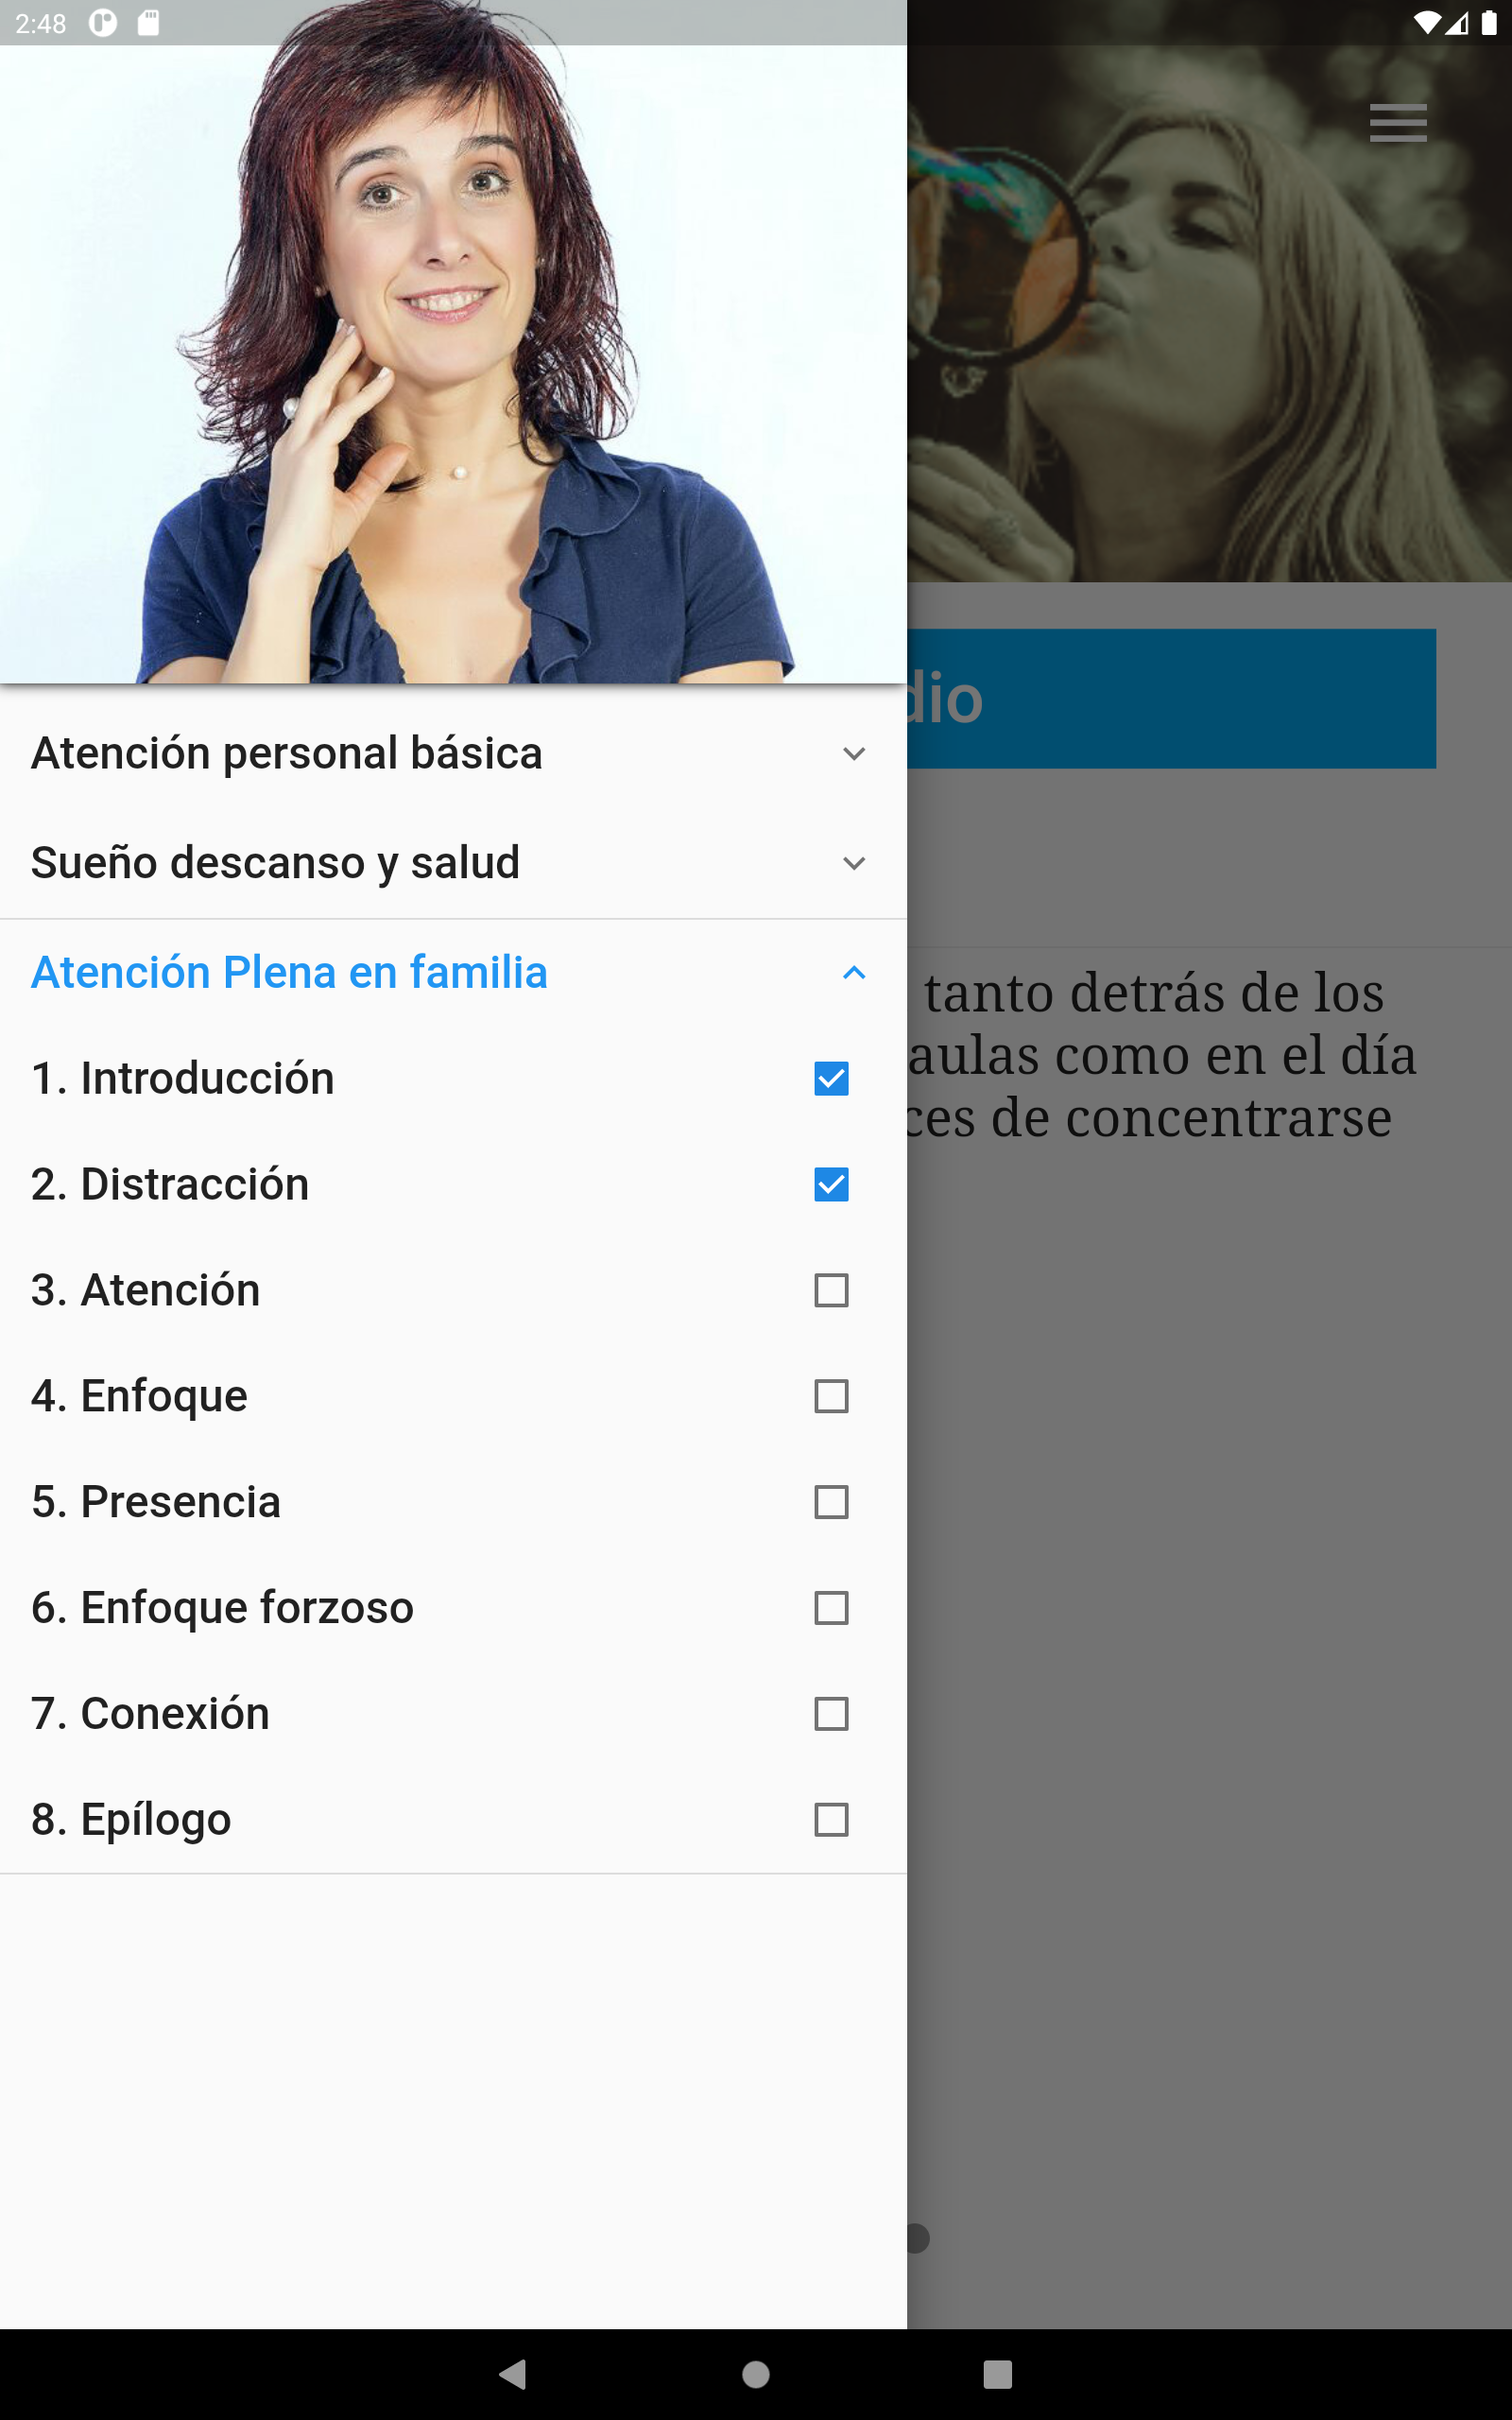 2:48
Atención personal básica
Sueño descanso y salud
Atención Plena en familia
1. Introducción
2. Distracción
3. Atención
4. Enfoque
5. Presencia
6. Enfoque forzoso
7. Conexión
8. Epílogo
dio
tanto detrás de los
aulas como en el día
ces de concentrarse